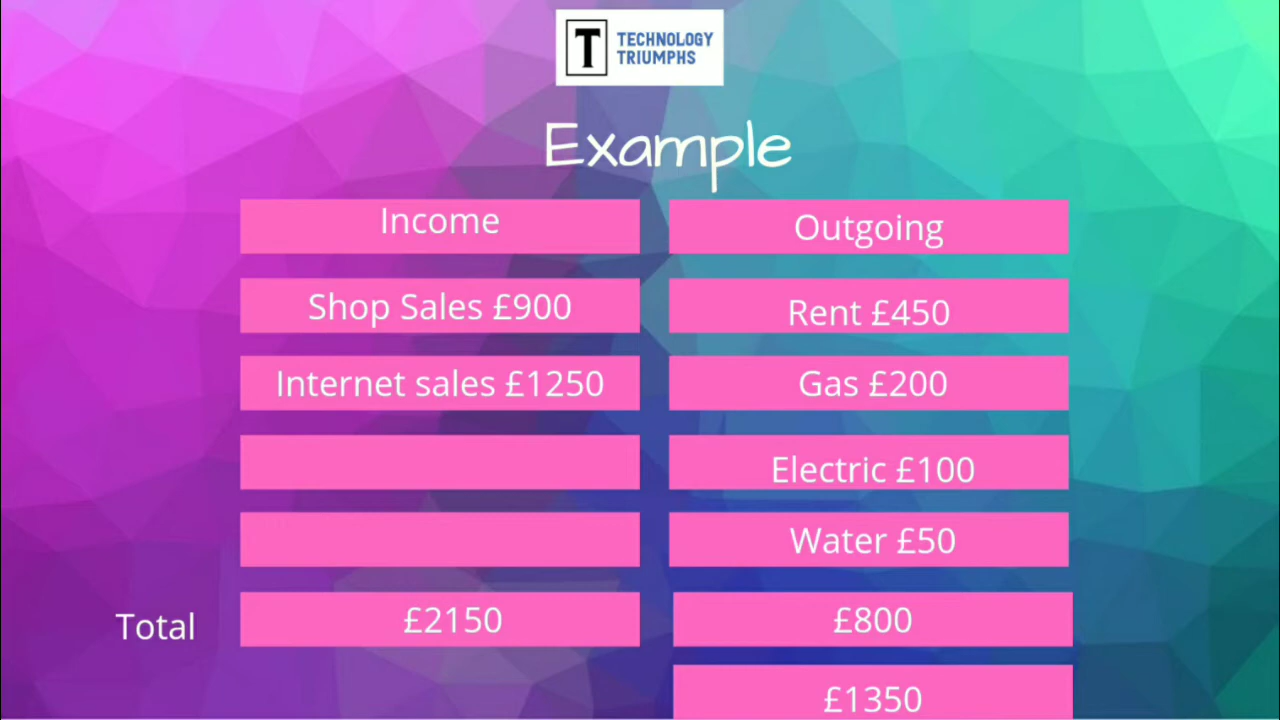 T TECHNOLOGY
TRIUMPHS
Example
Income Outgoing
Shop Sales £900 Rent £450
Internet sales £1250 Gas £200
Electric £100
Water £50
Total £2150 £800
£1350